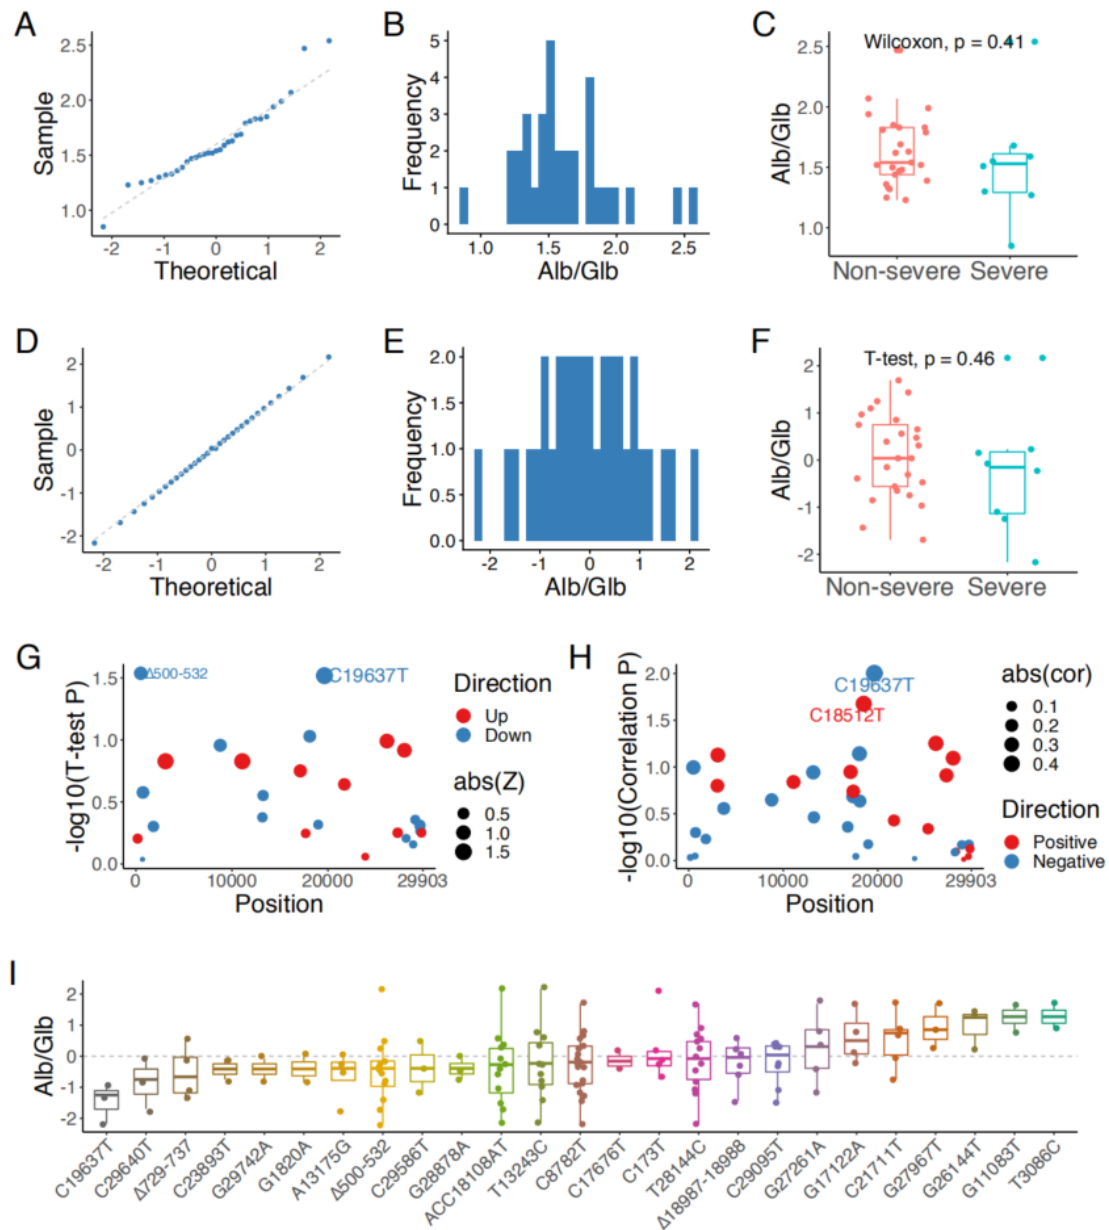 A
Sample
2.5
2.0
1.5
1.0
-2 -1 0 1 2
Theoretical
B
Frequency
5
4
3
2
1
0
1.0 1.5 2.0 2.5
Alb/Glb
C
Wilcoxon, p = 0.41
Alb/Glb
2.0
1.5
1.0
Non-severe Severe
D
Sample
2
1
0
-1
-2
-2 -1 0 1 2
Theoretical
E
Frequency
2.0
1.5
1.0
0.5
0.0
-2 -1 0 1 2
Alb/Glb
F
T-test, p = 0.46
Alb/Glb
2
1
0
-1
-2
Non-severe Severe
G
-log10(T-test P)
1.5
1.0
0.5
0.0
Δ500-532
C19637T
0 10000 20000 29903
Position
Direction
Up
Down
abs(Z)
0.5
1.0
1.5
H
-log10(Correlation P)
2.0
1.5
1.0
0.5
0.0
C19637T
C18512T
0 10000 20000 29903
Position
abs(cor)
0.1
0.2
0.3
0.4
Direction
Positive
Negative
I
Alb/Glb
2
1
0
-1
-2
C19637T
C29640T
Δ729-737
C23893T
G29742A
G1820A
A13175G
Δ500-532
C29586T
G28878A
ACC18108AT
T13243C
C8782T
C17676T
C173T
T28144C
Δ18987-18988
C29095T
G27261A
G17122A
C21711T
G27967T
G26144T
G11083T
T3086C